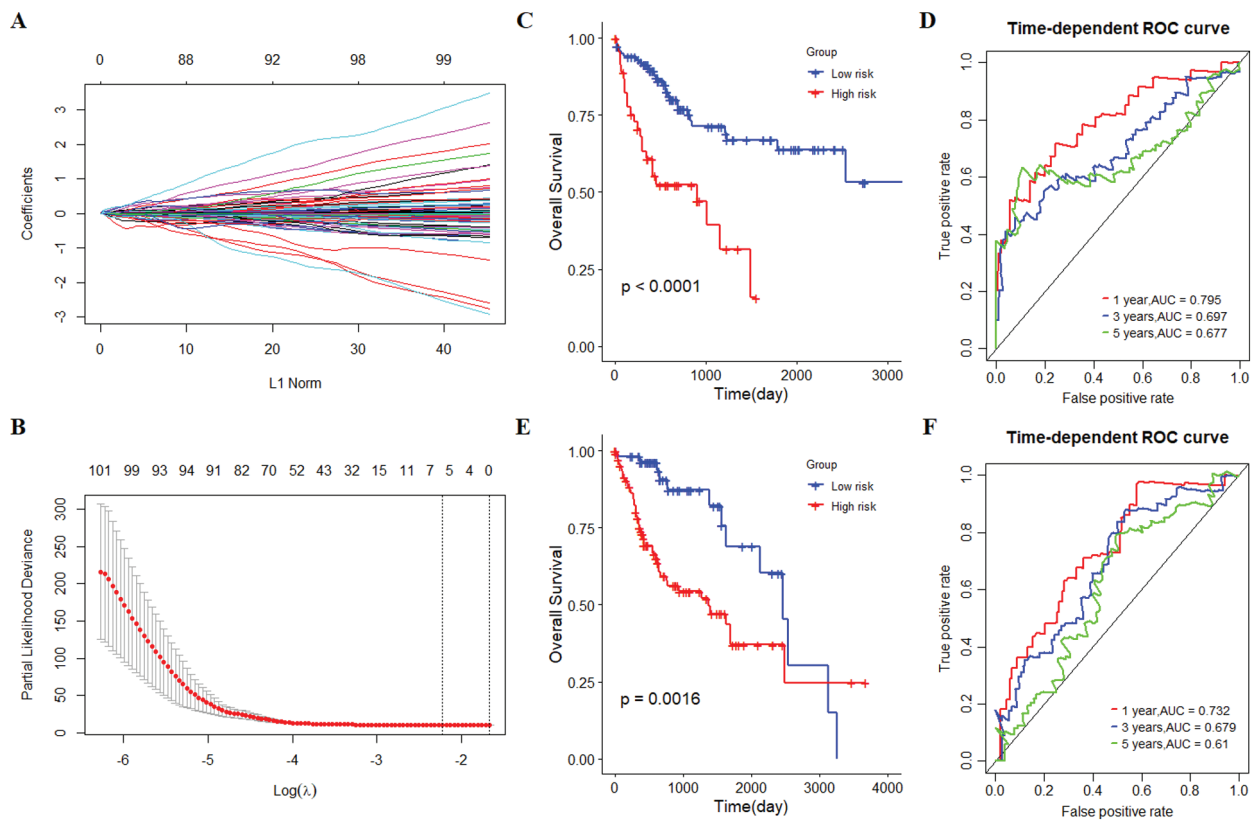 A
0 88 92 98 99
Coefficients
3
2
1
0
-1
-2
-3
0 10 20 30 40
L1 Norm
B
101 99 93 94 91 82 70 52 43 32 15 11 7 5 4 0
Partial Likelihood Deviance
300
250
200
150
100
50
0
-6 -5 -4 -3 -2
Log(λ)
C
Overall Survival
1.00
0.75
0.50
0.25
0.00
Group
Low risk
High risk
p < 0.0001
0 1000 2000 3000
Time(day)
D
Time-dependent ROC curve
True positive rate
1.0
0.8
0.6
0.4
0.2
0.0
1 year,AUC = 0.795
3 years,AUC = 0.697
5 years,AUC = 0.677
0.0 0.2 0.4 0.6 0.8 1.0
False positive rate
E
Overall Survival
1.00
0.75
0.50
0.25
0.00
Group
Low risk
High risk
p = 0.0016
0 1000 2000 3000 4000
Time(day)
F
Time-dependent ROC curve
True positive rate
1.0
0.8
0.6
0.4
0.2
0.0
1 year,AUC = 0.732
3 years,AUC = 0.679
5 years,AUC = 0.61
0.0 0.2 0.4 0.6 0.8 1.0
False positive rate